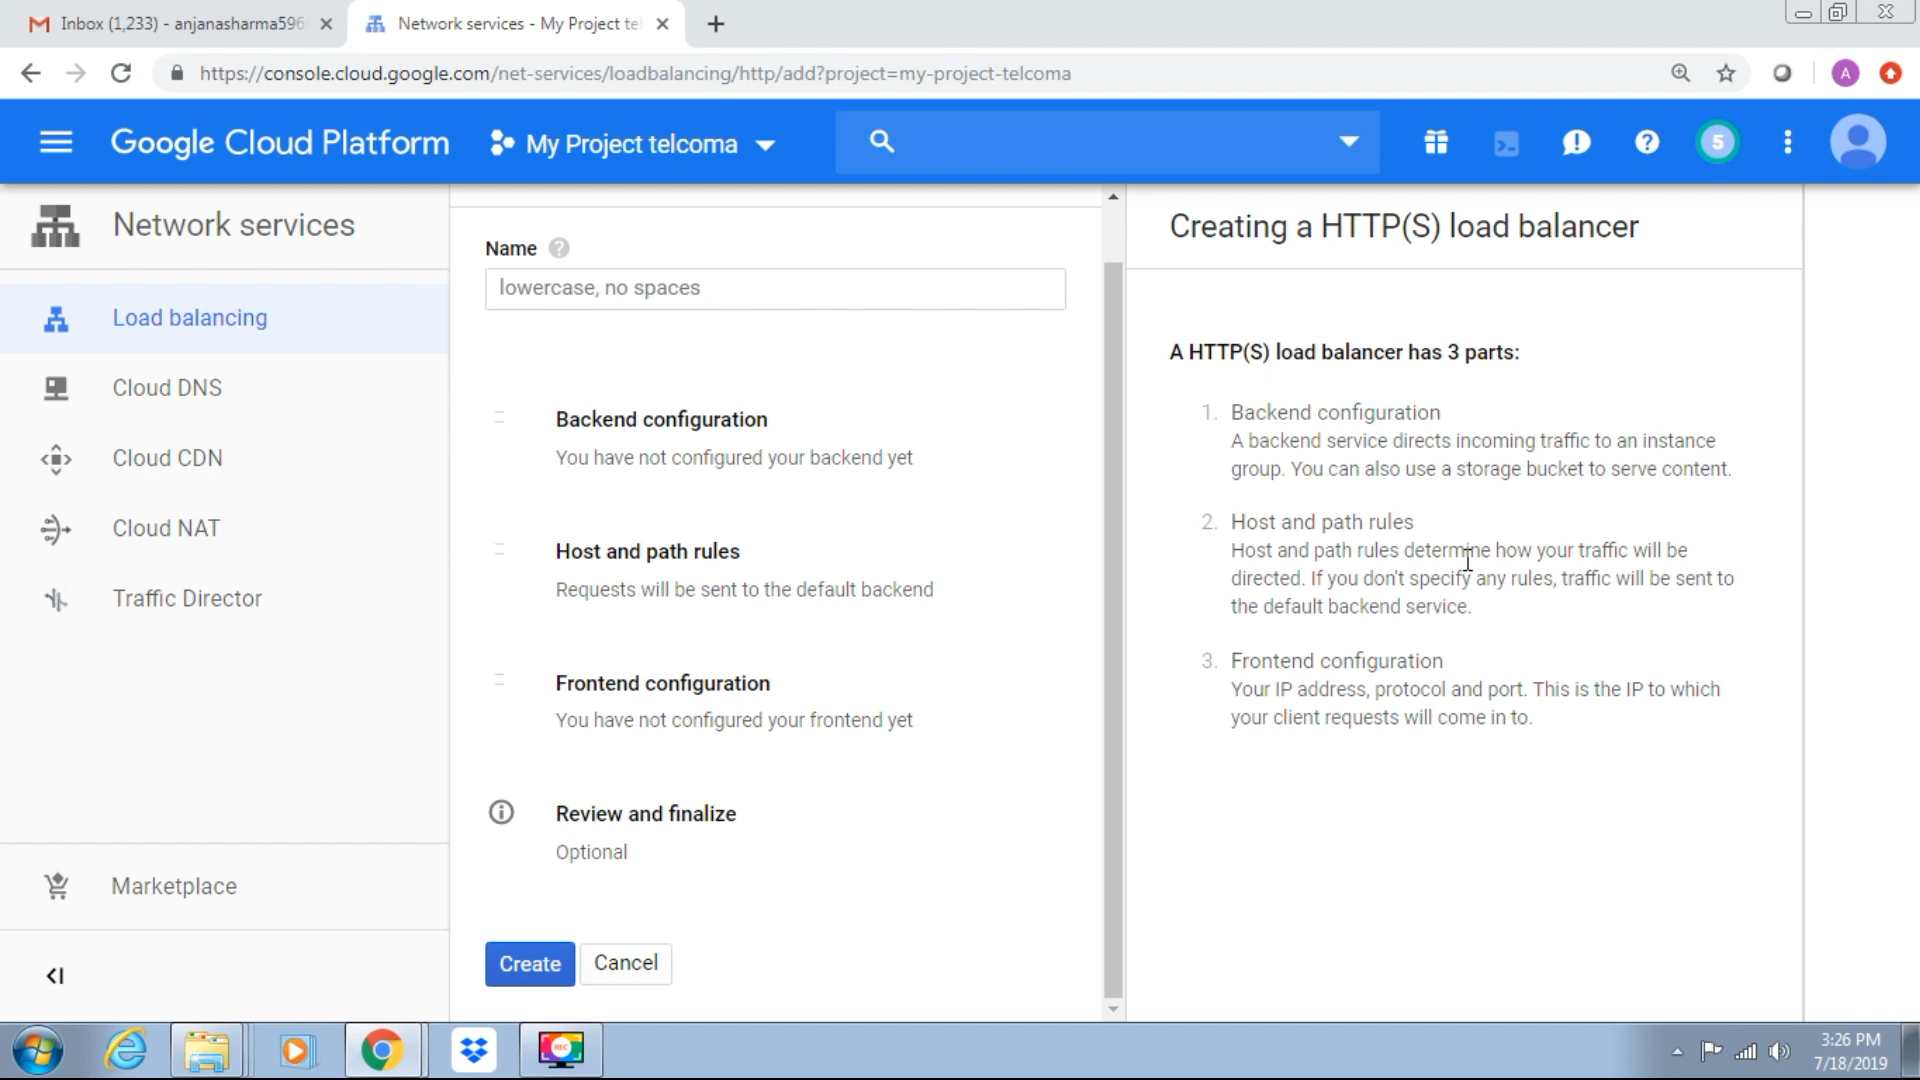 Inbox (1,233) - anjanasharma596
Network services - My Project tel
https://console.cloud.google.com/net-services/loadbalancing/http/add?project=my-project-telcoma
A
Google Cloud Platform
My Project telcoma
5
Network services
Load balancing
Cloud DNS
Cloud CDN
Cloud NAT
Traffic Director
Marketplace
Name
lowercase, no spaces
Backend configuration
You have not configured your backend yet
Host and path rules
Requests will be sent to the default backend
Frontend configuration
You have not configured your frontend yet
Review and finalize
Optional
Create
Cancel
Creating a HTTP(S) load balancer
A HTTP(S) load balancer has 3 parts:
1. Backend configuration
A backend service directs incoming traffic to an instance
group. You can also use a storage bucket to serve content.
2. Host and path rules
Host and path rules determine how your traffic will be
directed. If you don't specify any rules, traffic will be sent to
the default backend service.
3. Frontend configuration
Your IP address, protocol and port. This is the IP to which
your client requests will come in to.
REC
3:26 PM
7/18/2019